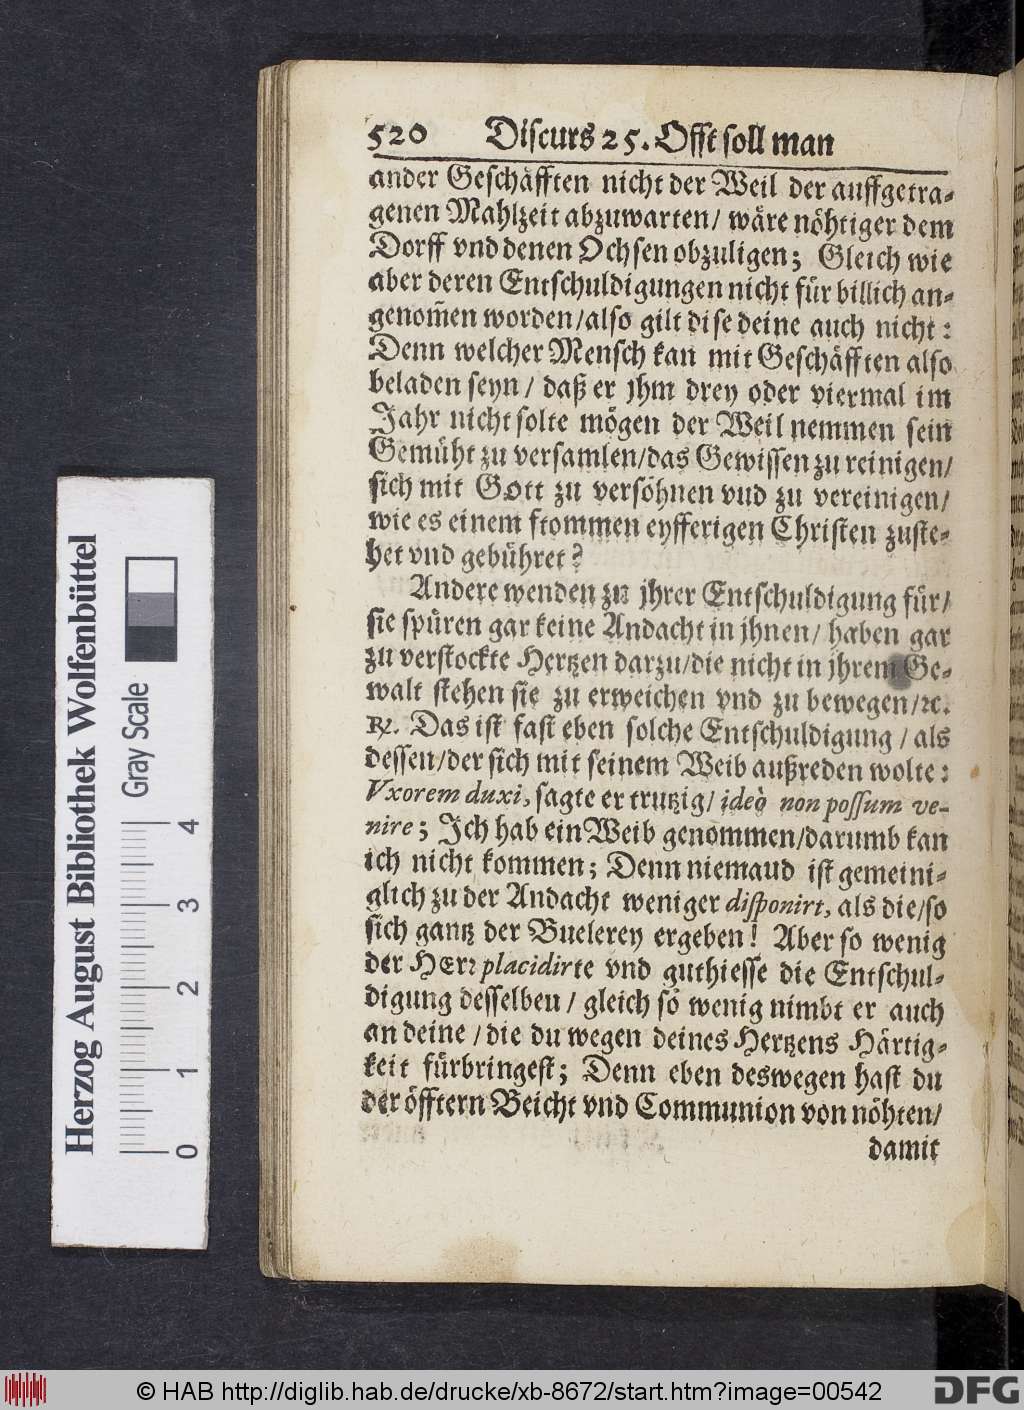 520 Discurs 25. Offt soll man
ander Geschäfften nicht der Weil der auffgetra-
genen Mahlzeit abzuwarten/ wäre nöhtiger dem
Dorff vnd denen Ochsen obzuligen; Gleich wie
aber deren Entschuldigungen nicht für billich an-
genom̃en worden/also gilt dise deine auch nicht:
Denn welcher Mensch kan mit Geschäfften also
beladen seyn/ daß er jhm drey oder viermal im
Jahr nicht solte mögen der Weil nemmen sein
Gemüht zu versamlen/das Gewissen zu reinigen/
sich mit Gott zu versöhnen vnd zu vereinigen/
wie es einem frommen eyfferigen Christen zuste-
het vnd gebühret?
Andere wenden zu jhrer Entschuldigung für/
sie spüren gar keine Andacht in jhnen/ haben gar
zu verstockte Hertzen darzu/die nicht in jhrem Ge-
walt stehen sie zu erweichen vnd zu bewegen/ꝛc.
℞. Das ist fast eben solche Entschuldigung/ als
dessen/der sich mit seinem Weib außreden wolte:
Vxorem duxi, sagte er trutzig/ ideò non possum ve-
nire; Ich hab ein Weib genommen/darumb kan
ich nicht kommen; Denn niemaud ist gemeini-
glich zu der Andacht weniger disponirt, als die/so
sich gantz der Buelerey ergeben! Aber so wenig
der HErꝛ placidirte vnd guthiesse die Entschul-
digung desselben/ gleich so wenig nimbt er auch
an deine/die du wegen deines Hertzens Härtig-
keit fürbringest; Denn eben deswegen hast du
der öfftern Beicht vnd Communion von nöhten/
damit
Herzog August Bibliothek Wolfenbüttel
Gray Scale
0 1 2 3 4
© HAB http://diglib.hab.de/drucke/xb-8672/start.htm?image=00542
DFG